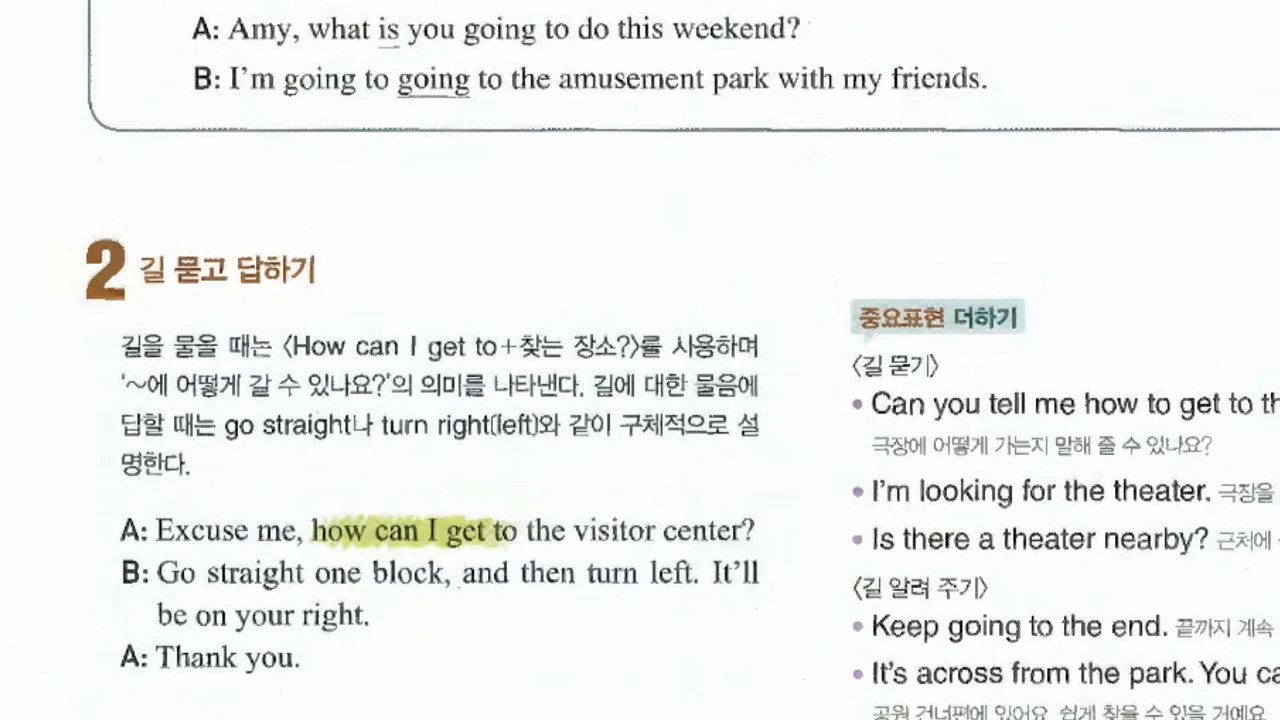 A: Amy, what is you going to do this weekend?
B: I'm going to going to the amusement park with my friends.
2 길 묻고 답하기
길을 물을 때는 〈How can I get to+찾는 장소?〉를 사용하며
'~에 어떻게 갈 수 있나요?'의 의미를 나타낸다. 길에 대한 물음에
답할 때는 go straight나 turn right(left)와 같이 구체적으로 설
명한다.
A: Excuse me, how can I get to the visitor center?
B: Go straight one block, and then turn left. It'll
be on your right.
A: Thank you.
중요표현 더하기
〈길 묻기〉
• Can you tell me how to get to th
극장에 어떻게 가는지 말해 줄 수 있나요?
• I'm looking for the theater. 극장을
• Is there a theater nearby? 근처에
〈길 알려 주기〉
• Keep going to the end. 끝까지 계속
• It's across from the park. You ca
공원 건너편에 있어요. 쉽게 찾을 수 있을 거예요.